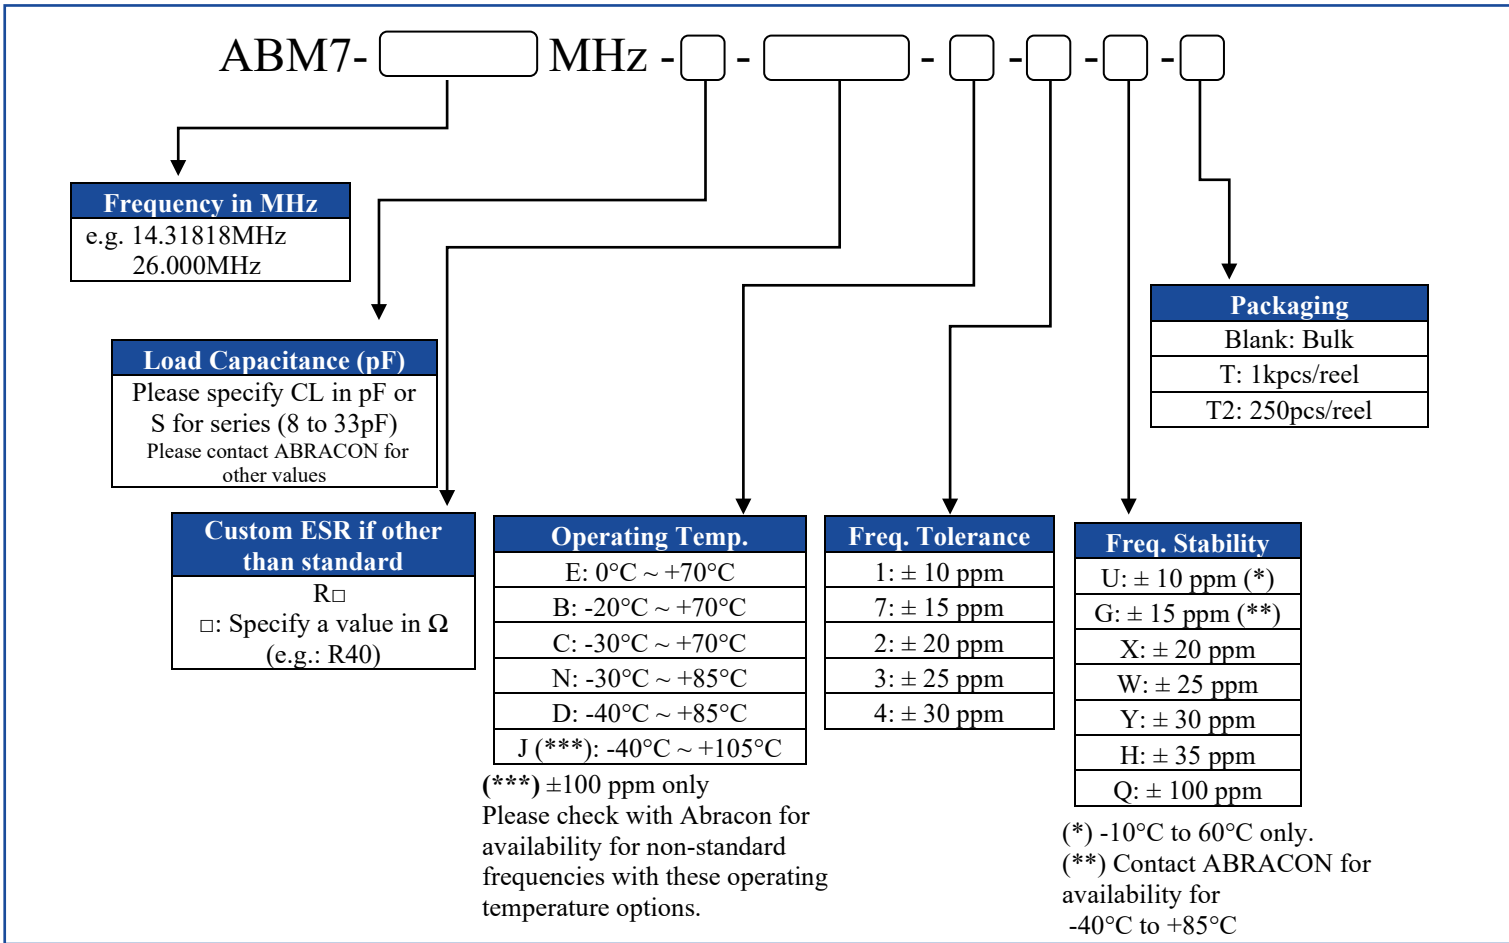 ABM7- MHz - - - - - -
Frequency in MHz
e.g. 14.31818MHz
26.000MHz
Load Capacitance (pF)
Please specify CL in pF or
S for series (8 to 33pF)
Please contact ABRACON for
other values
Custom ESR if other
than standard
R□
□: Specify a value in Ω
(e.g.: R40)
Operating Temp.
E: 0°C ~ +70°C
B: -20°C ~ +70°C
C: -30°C ~ +70°C
N: -30°C ~ +85°C
D: -40°C ~ +85°C
J (***): -40°C ~ +105°C
(***) ±100 ppm only
Please check with Abracon for
availability for non-standard
frequencies with these operating
temperature options.
Freq. Tolerance
1: ± 10 ppm
7: ± 15 ppm
2: ± 20 ppm
3: ± 25 ppm
4: ± 30 ppm
Freq. Stability
U: ± 10 ppm (*)
G: ± 15 ppm (**)
X: ± 20 ppm
W: ± 25 ppm
Y: ± 30 ppm
H: ± 35 ppm
Q: ± 100 ppm
(*) -10°C to 60°C only.
(**) Contact ABRACON for
availability for
-40°C to +85°C
Packaging
Blank: Bulk
T: 1kpcs/reel
T2: 250pcs/reel